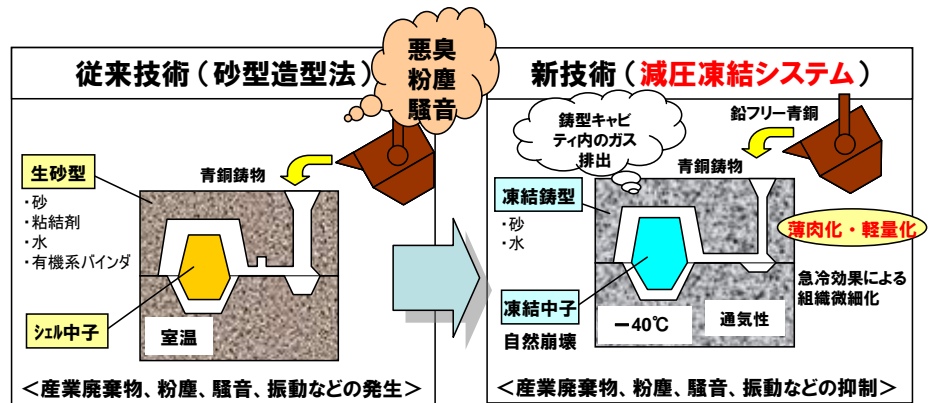 従来技術（砂型造型法）
悪臭
粉塵
騒音
青銅鋳物
生砂型
・砂
・粘結剤
・水
・有機系バインダ
シェル中子
室温
＜産業廃棄物、粉塵、騒音、振動などの発生＞
新技術（減圧凍結システム）
鋳型キャビ
ティ内のガス
排出
鉛フリー青銅
青銅鋳物
凍結鋳型
・砂
・水
薄肉化・軽量化
急冷効果による
組織微細化
凍結中子
自然崩壊
－40℃
通気性
＜産業廃棄物、粉塵、騒音、振動などの抑制＞